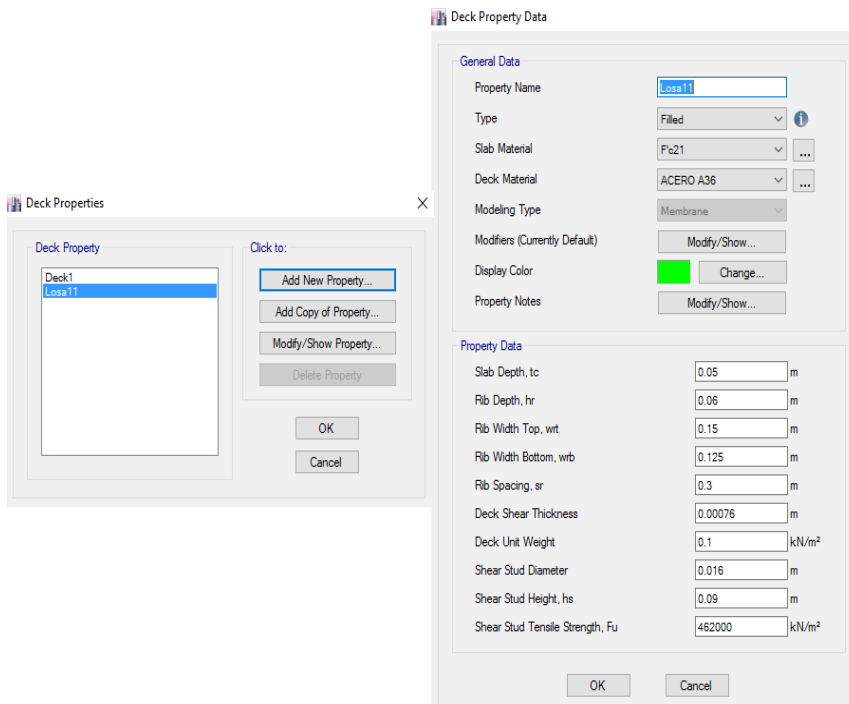 Deck Properties
Deck Property
Deck1
Losa11
Click to:
Add New Property...
Add Copy of Property...
Modify/Show Property...
Delete Property
OK
Cancel
Deck Property Data
General Data
Property Name Losa11
Type Filled
Slab Material F'c21 ...
Deck Material ACERO A36 ...
Modeling Type Membrane
Modifiers (Currently Default) Modify/Show...
Display Color Change...
Property Notes Modify/Show...
Property Data
Slab Depth, tc 0.05 m
Rib Depth, hr 0.06 m
Rib Width Top, wrt 0.15 m
Rib Width Bottom, wrb 0.125 m
Rib Spacing, sr 0.3 m
Deck Shear Thickness 0.00076 m
Deck Unit Weight 0.1 kN/m²
Shear Stud Diameter 0.016 m
Shear Stud Height, hs 0.09 m
Shear Stud Tensile Strength, Fu 462000 kN/m²
OK Cancel